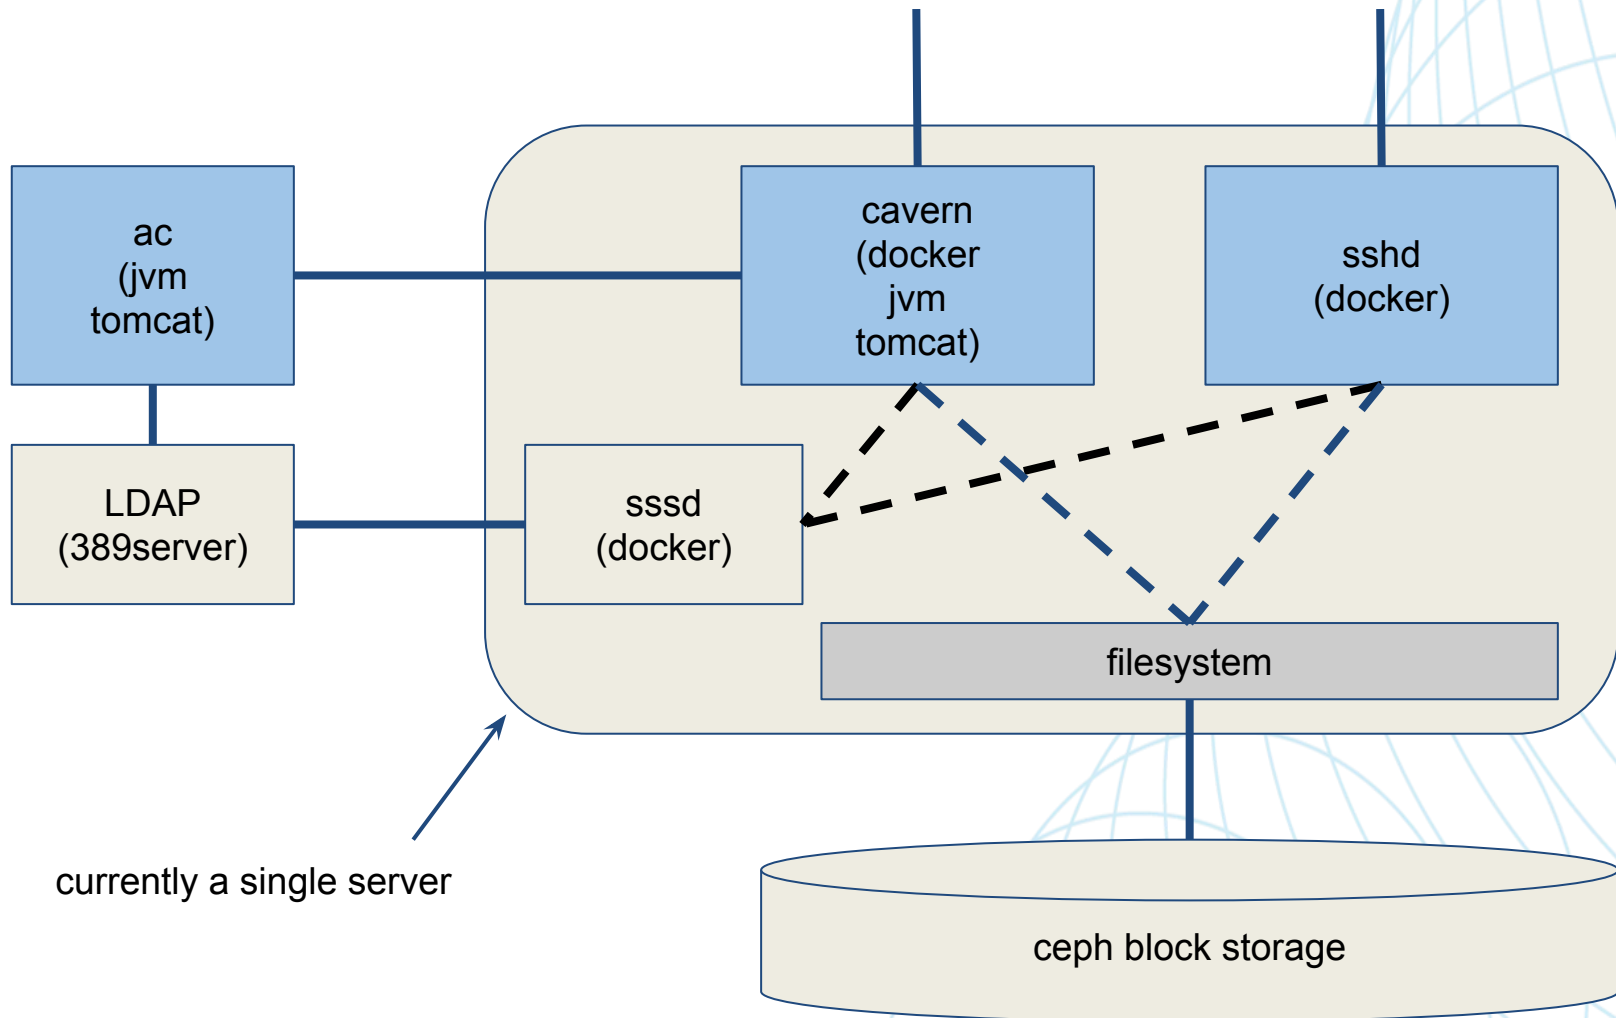 ac
(jvm
tomcat)
cavern
(docker
jvm
tomcat)
sshd
(docker)
LDAP
(389server)
sssd
(docker)
filesystem
currently a single server
ceph block storage